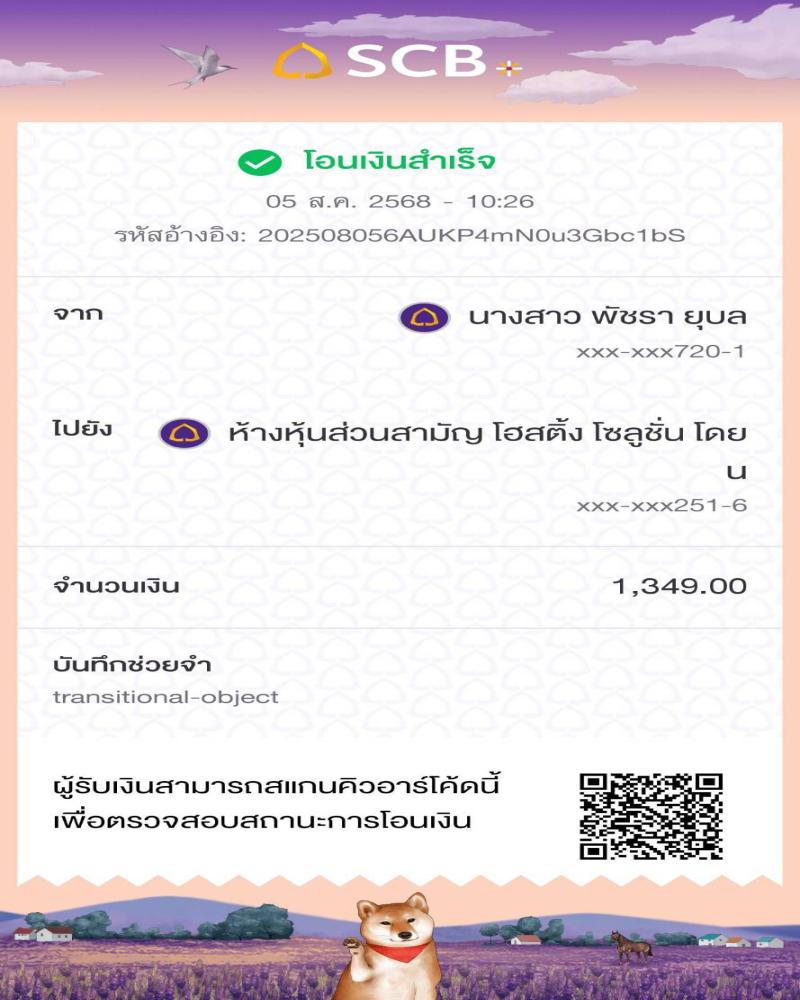 SCB
โอนเงินสำเร็จ
05 ส.ค. 2568 - 10:26
รหัสอ้างอิง: 202508056AUKP4mN0u3Gbc1bS
จาก
นางสาว พัชรา ยุบล
xxx-xxx720-1
ไปยัง
ห้างหุ้นส่วนสามัญ โฮสติ้ง โซลูชั่น โดย
น
xxx-xxx251-6
จำนวนเงิน
1,349.00
บันทึกช่วยจำ
transitional-object
ผู้รับเงินสามารถสแกนคิวอาร์โค้ดนี้
เพื่อตรวจสอบสถานะการโอนเงิน